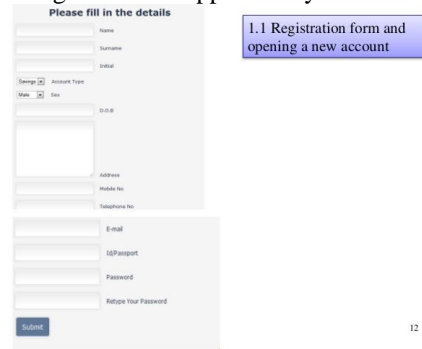 Please fill in the details
1.1 Registration form and
opening a new account
Name
Surname
Initial
Savings Account Type
Male Sex
D.O.B
Address
Mobile No
Telephone No
E-mail
Id/Passport
Password
Retype Your Password
Submit
12